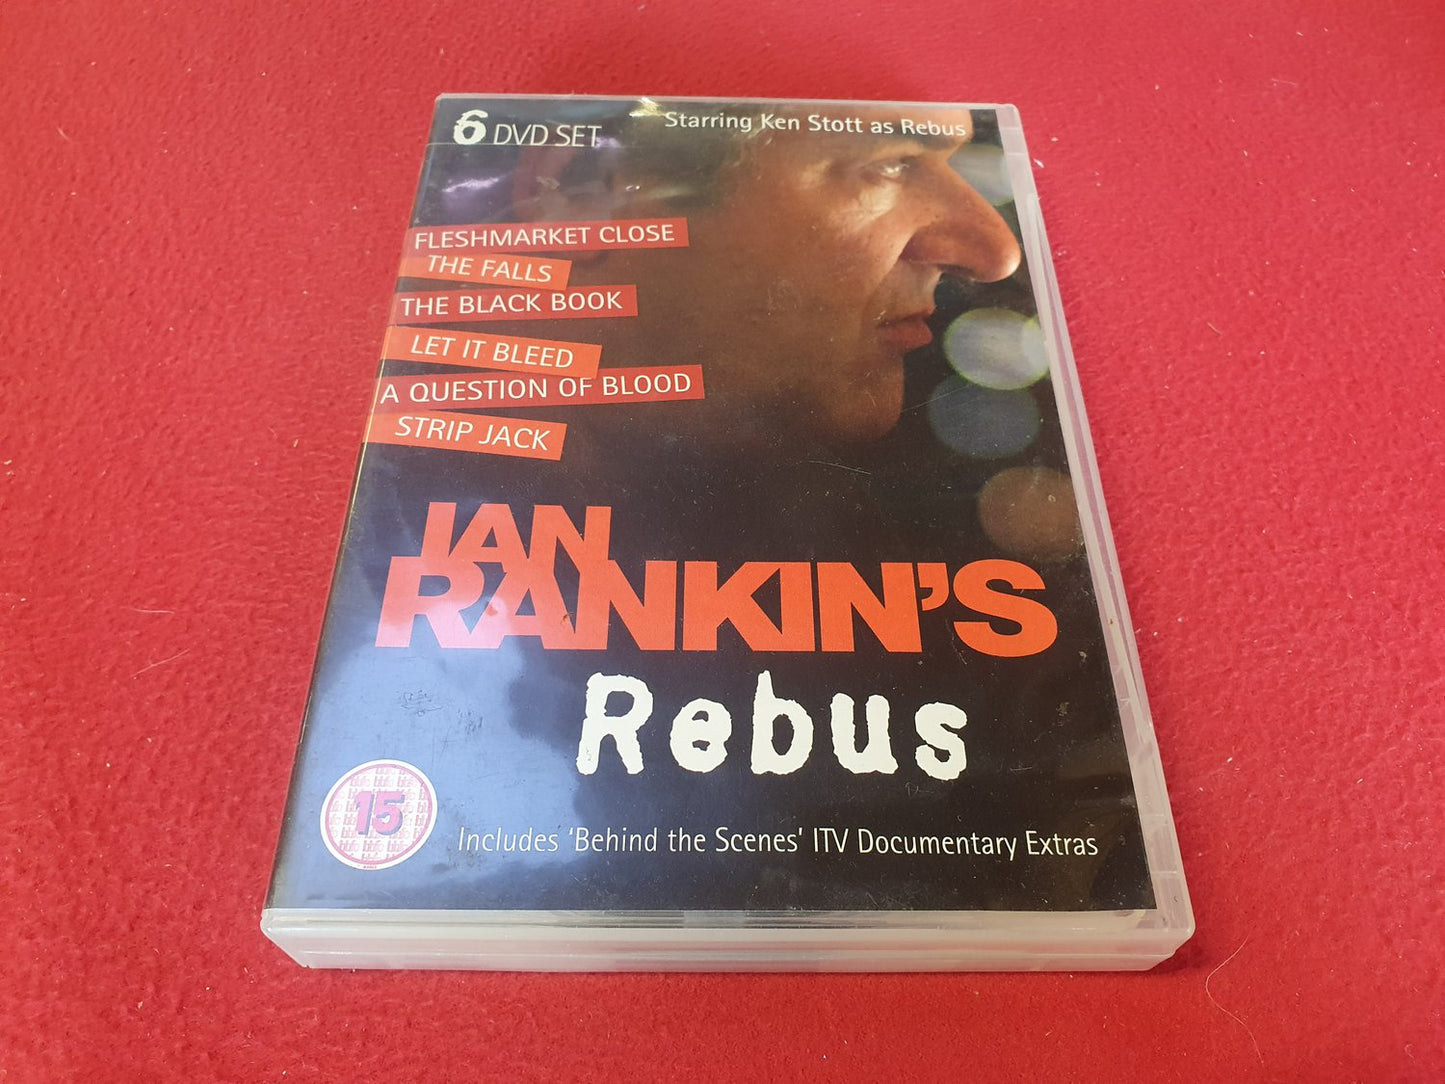 6 DVD SET
Starring Ken Stott as Rebus
FLESHMARKET CLOSE
THE FALLS
THE BLACK BOOK
LET IT BLEED
A QUESTION OF BLOOD
STRIP JACK
IAN
RANKIN'S
Rebus
15
Includes 'Behind the Scenes' ITV Documentary Extras